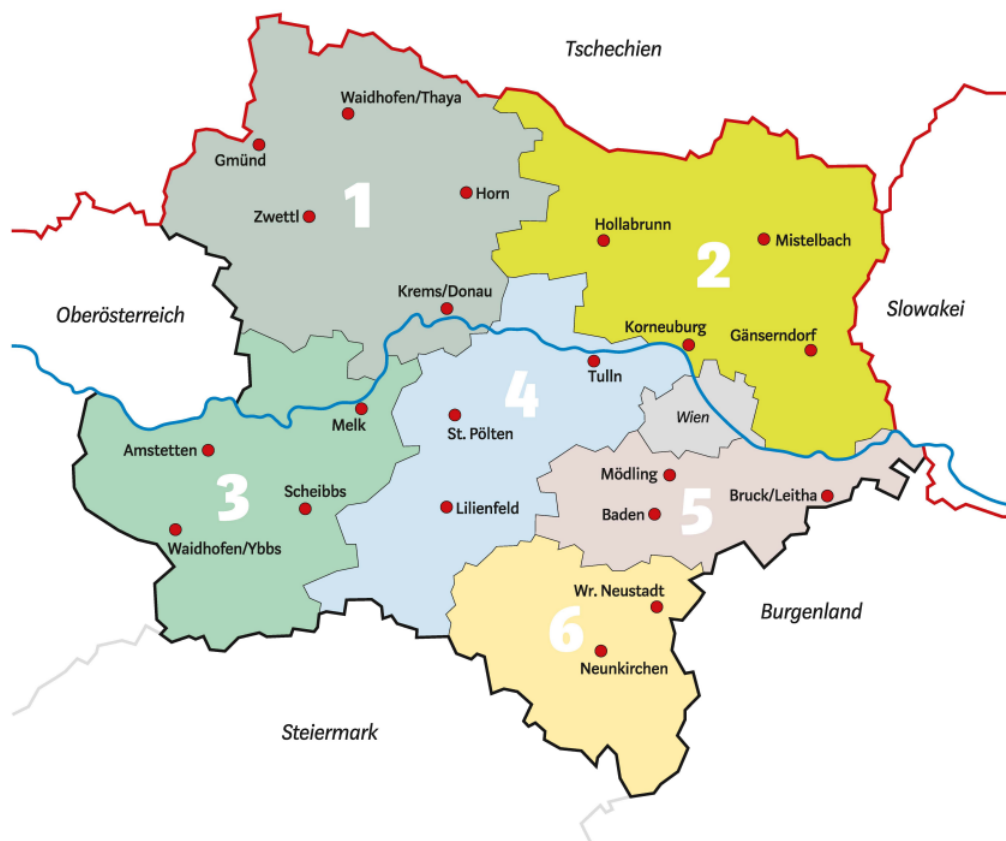 Tschechien
Waidhofen/Thaya
Gmünd
1
Horn
Zwettl
Hollabrunn
Mistelbach
2
Oberösterreich
Krems/Donau
Slowakei
Korneuburg
Gänserndorf
Tulln
4
Melk
St. Pölten
Wien
Amstetten
3
Scheibbs
Lilienfeld
Mödling
Baden
5
Bruck/Leitha
Waidhofen/Ybbs
Wr. Neustadt
Burgenland
6
Neunkirchen
Steiermark